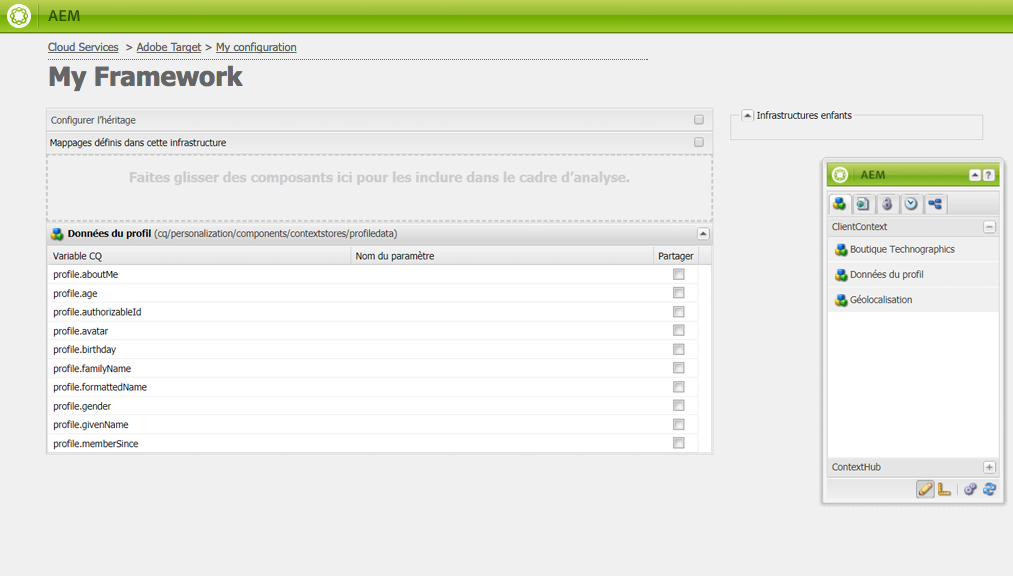 AEM
Cloud Services > Adobe Target > My configuration
My Framework
Configurer l'héritage
Mappages définis dans cette infrastructure
Faites glisser des composants ici pour les inclure dans le cadre d'analyse.
Données du profil (cq/personalization/components/contextstores/profiledata)
Variable CQ Nom du paramètre Partager
profile.aboutMe
profile.age
profile.authorizableId
profile.avatar
profile.birthday
profile.familyName
profile.formattedName
profile.gender
profile.givenName
profile.memberSince
Infrastructures enfants
AEM ?
ClientContext
Boutique Technographics
Données du profil
Géolocalisation
ContextHub